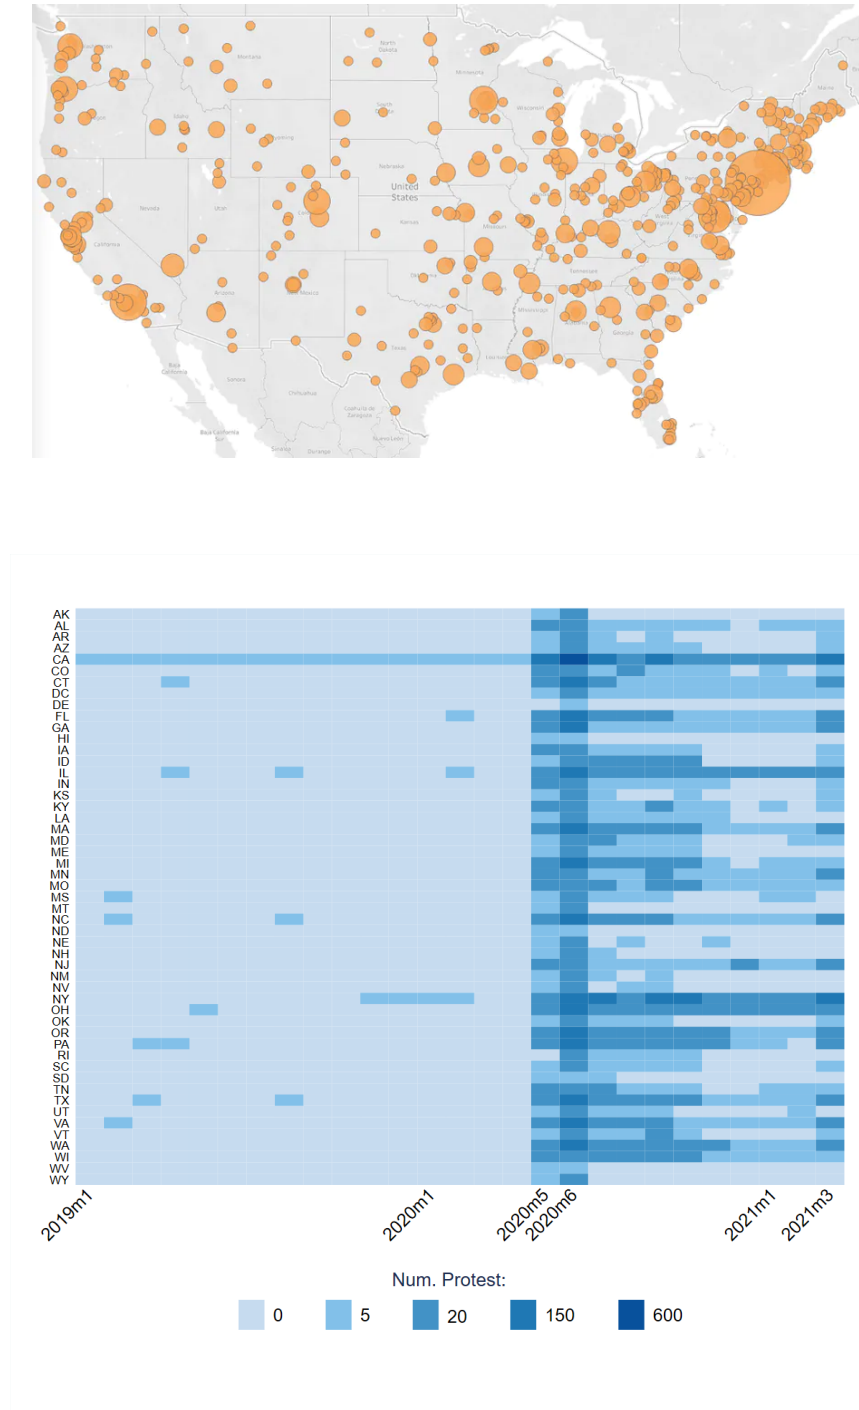 North
Dakota
Montana
Minnesota
Maine
Idaho
Wisconsin
South
Dakota
Wyoming
Nebraska
United
States
Nevada
Utah
Kansas
Missouri
West
Virginia
California
Oklahoma
Tennessee
Arizona
New Mexico
Mississippi
Alabama
Georgia
Texas
Baja
California
Sonora
Chihuahua
Coahuila de
Zaragoza
Baja California
Sur
Sinaloa
Durango
Nuevo León
AK
AL
AR
AZ
CA
CO
CT
DC
DE
FL
GA
HI
IA
ID
IL
IN
KS
KY
LA
MA
MD
ME
MI
MN
MO
MS
MT
NC
ND
NE
NH
NJ
NM
NV
NY
OH
OK
OR
PA
RI
SC
SD
TN
TX
UT
VA
VT
WA
WI
WV
WY
2019m1
2020m1
2020m5
2020m6
2021m1
2021m3
Num. Protest:
0
5
20
150
600